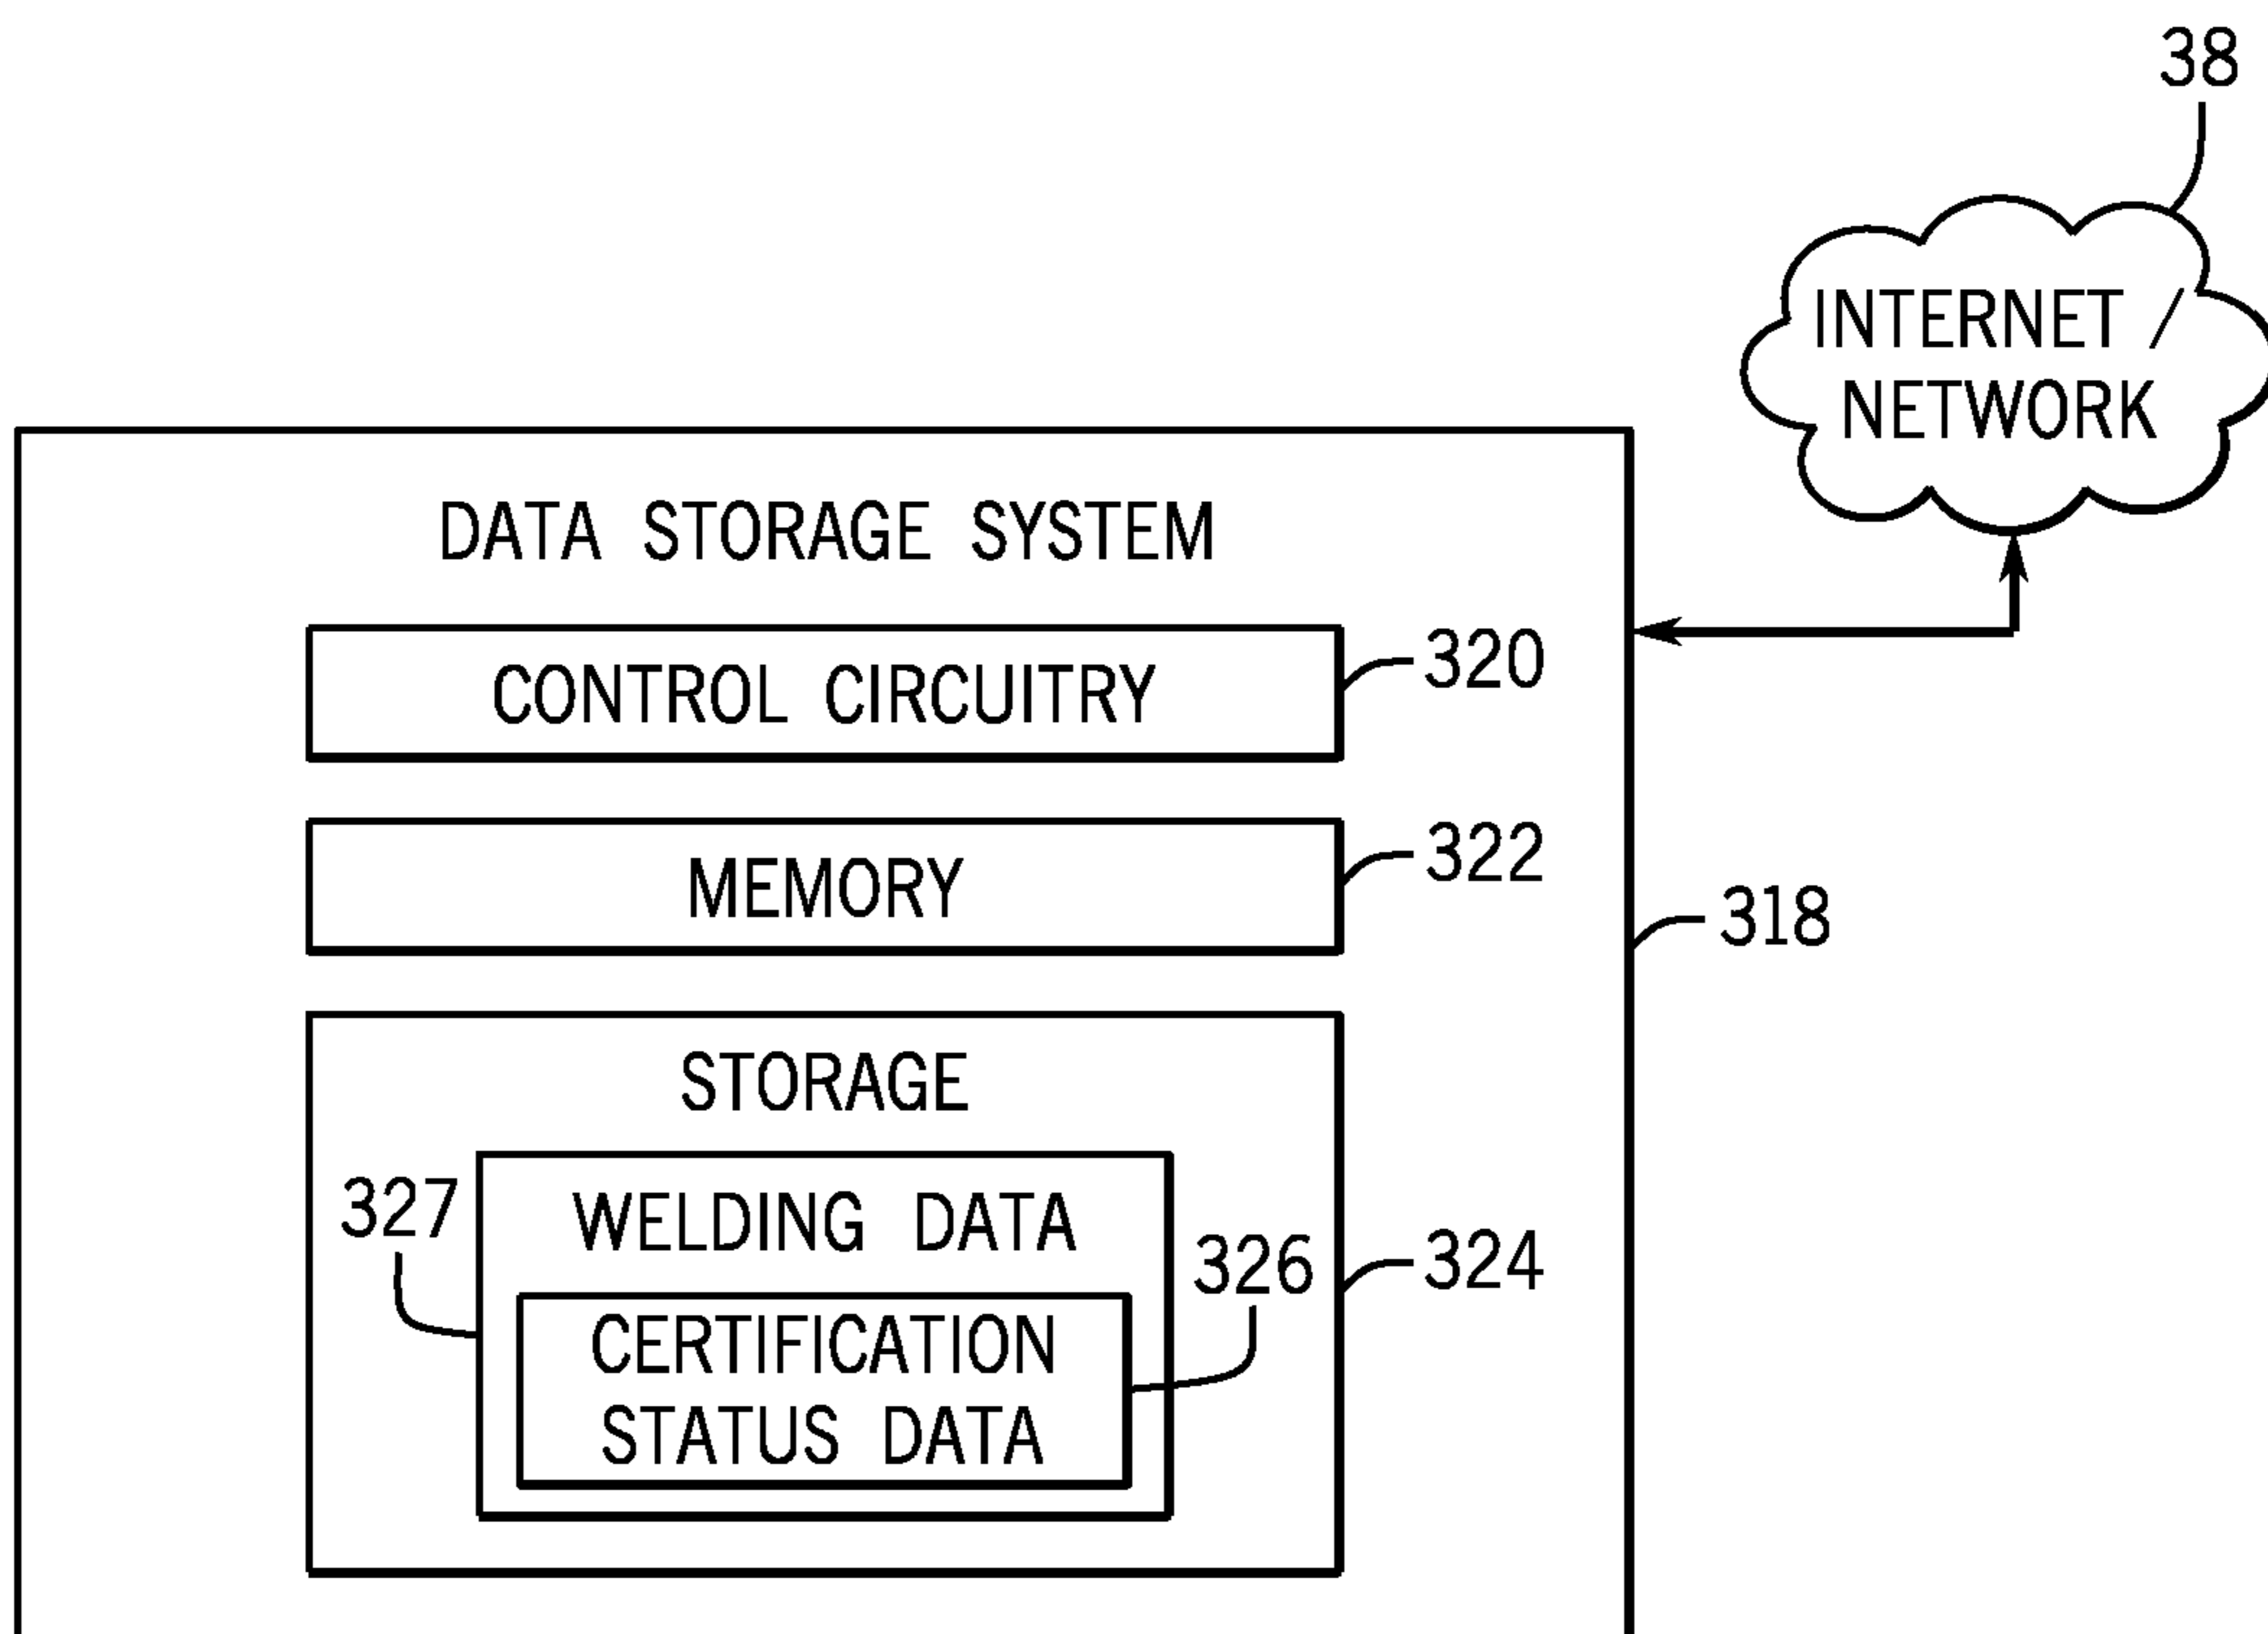 38
INTERNET /
NETWORK
DATA STORAGE SYSTEM
CONTROL CIRCUITRY
320
MEMORY
322
318
STORAGE
327
WELDING DATA
326
324
CERTIFICATION
STATUS DATA